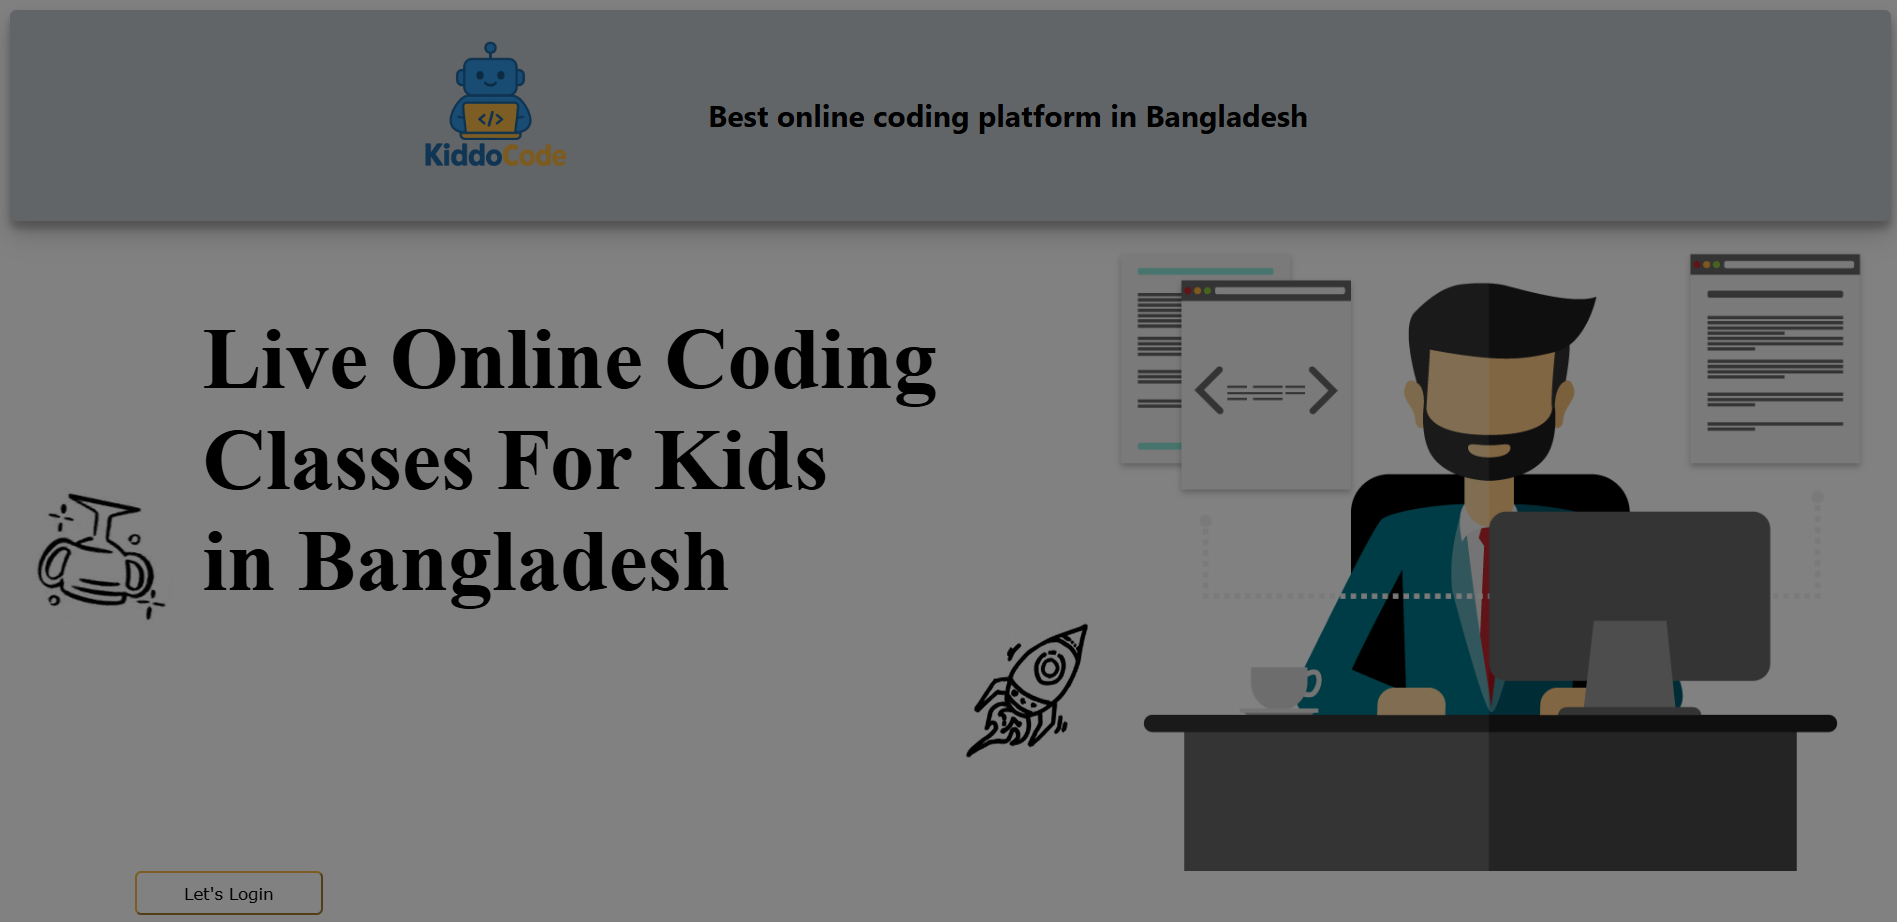 </>
KiddoCode
Best online coding platform in Bangladesh
Live Online Coding
Classes For Kids
in Bangladesh
Let's Login